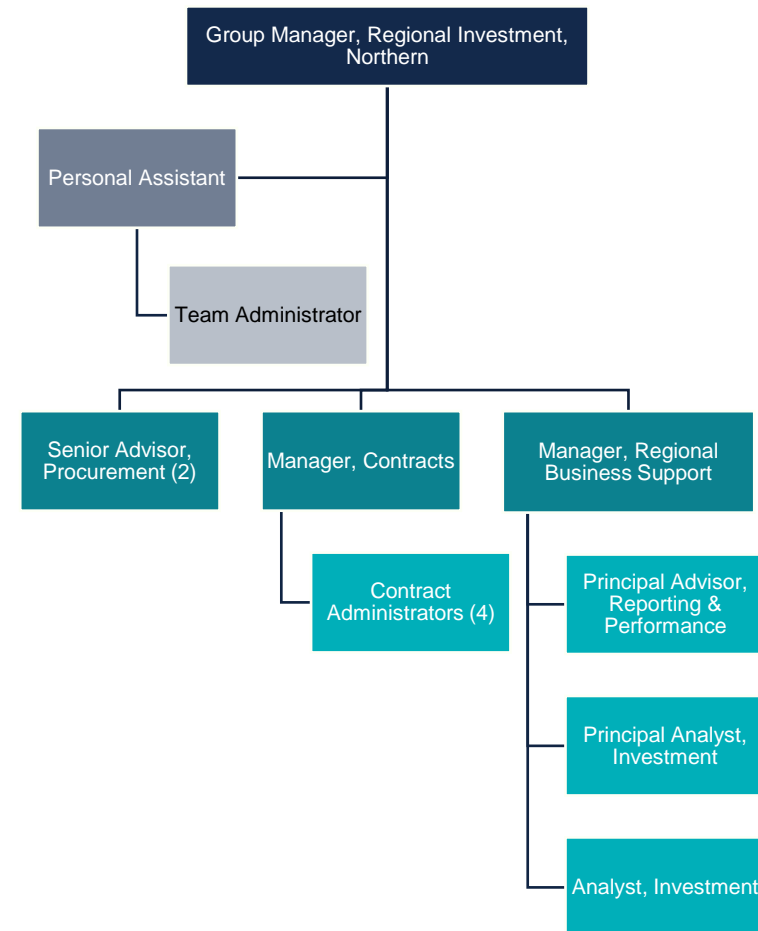 Group Manager, Regional Investment,
Northern
Personal Assistant
Team Administrator
Senior Advisor,
Procurement (2)
Manager, Contracts
Manager, Regional
Business Support
Contract
Administrators (4)
Principal Advisor,
Reporting &
Performance
Principal Analyst,
Investment
Analyst, Investment